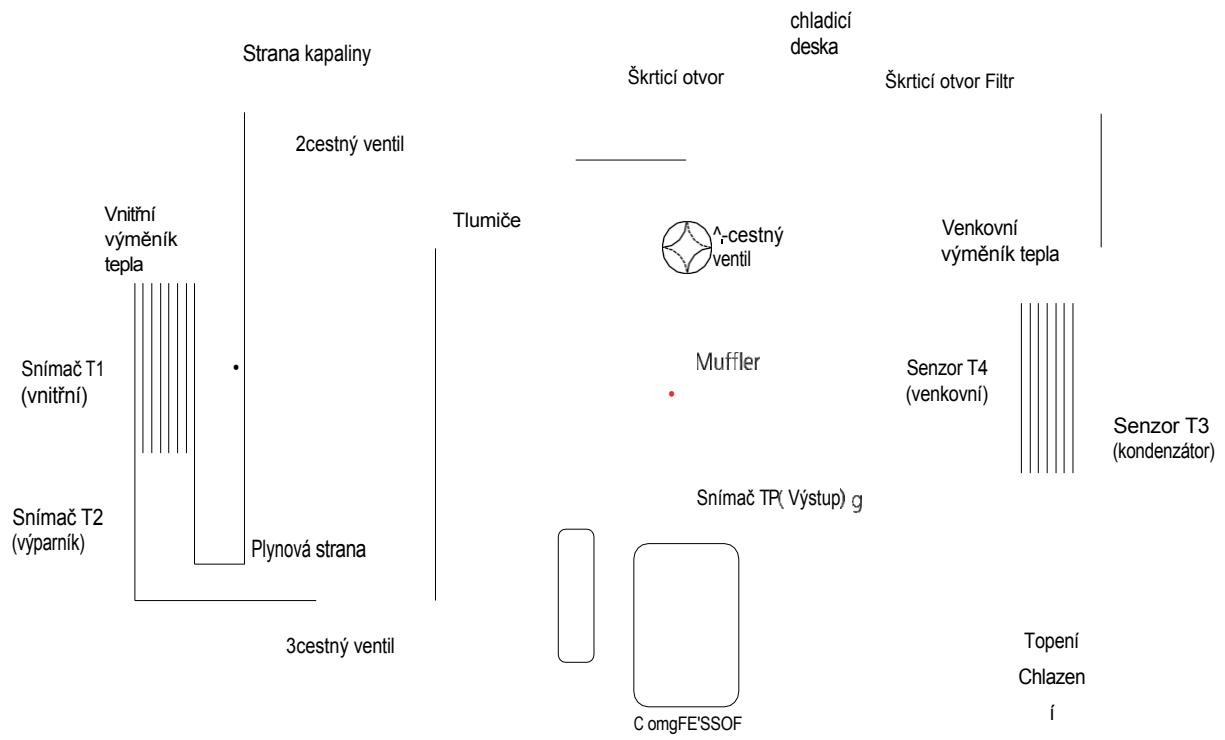 chladicí
deska
Strana kapaliny
Škrticí otvor
Škrticí otvor Filtr
2cestný ventil
Vnitřní
výměník
tepla
Tlumiče
^,-cestný
ventil
Venkovní
výměník tepla
Snímač T1
(vnitřní)
Muffler
Senzor T4
(venkovní)
Senzor T3
(kondenzátor)
Snímač TP( Výstup) g
Snímač T2
(výparník)
Plynová strana
3cestný ventil
Topení
Chlazen
í
C omgFE'SSOF